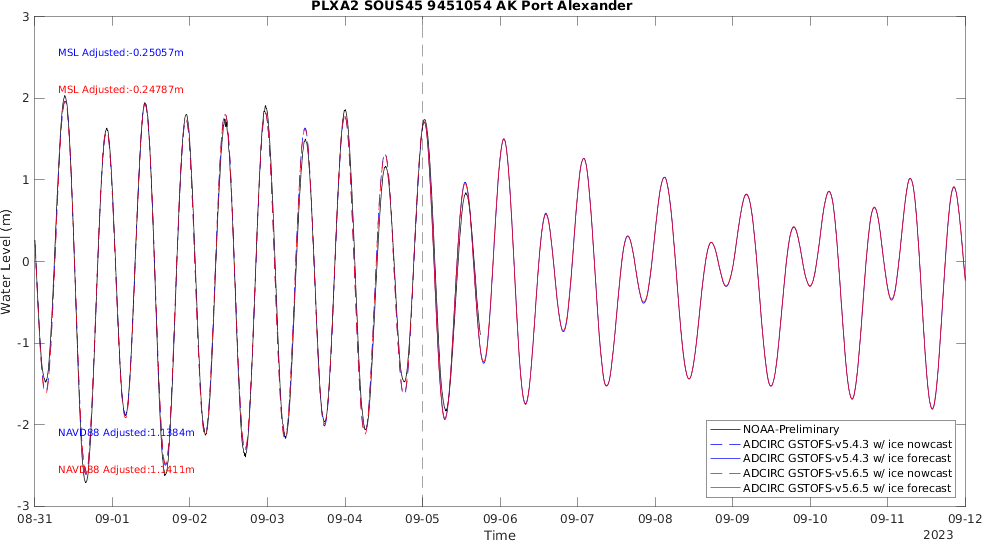 PLXA2 SOUS45 9451054 AK Port Alexander
3
2
1
0
-1
-2
-3
Water Level (m)
MSL Adjusted:-0.25057m
MSL Adjusted:-0.24787m
NAVD88 Adjusted:1.1384m
NAVD88 Adjusted:1.1411m
NOAA-Preliminary
ADCIRC GSTOFS-v5.4.3 w/ ice nowcast
ADCIRC GSTOFS-v5.4.3 w/ ice forecast
ADCIRC GSTOFS-v5.6.5 w/ ice nowcast
ADCIRC GSTOFS-v5.6.5 w/ ice forecast
08-31 09-01 09-02 09-03 09-04 09-05 09-06 09-07 09-08 09-09 09-10 09-11 09-12
Time
2023